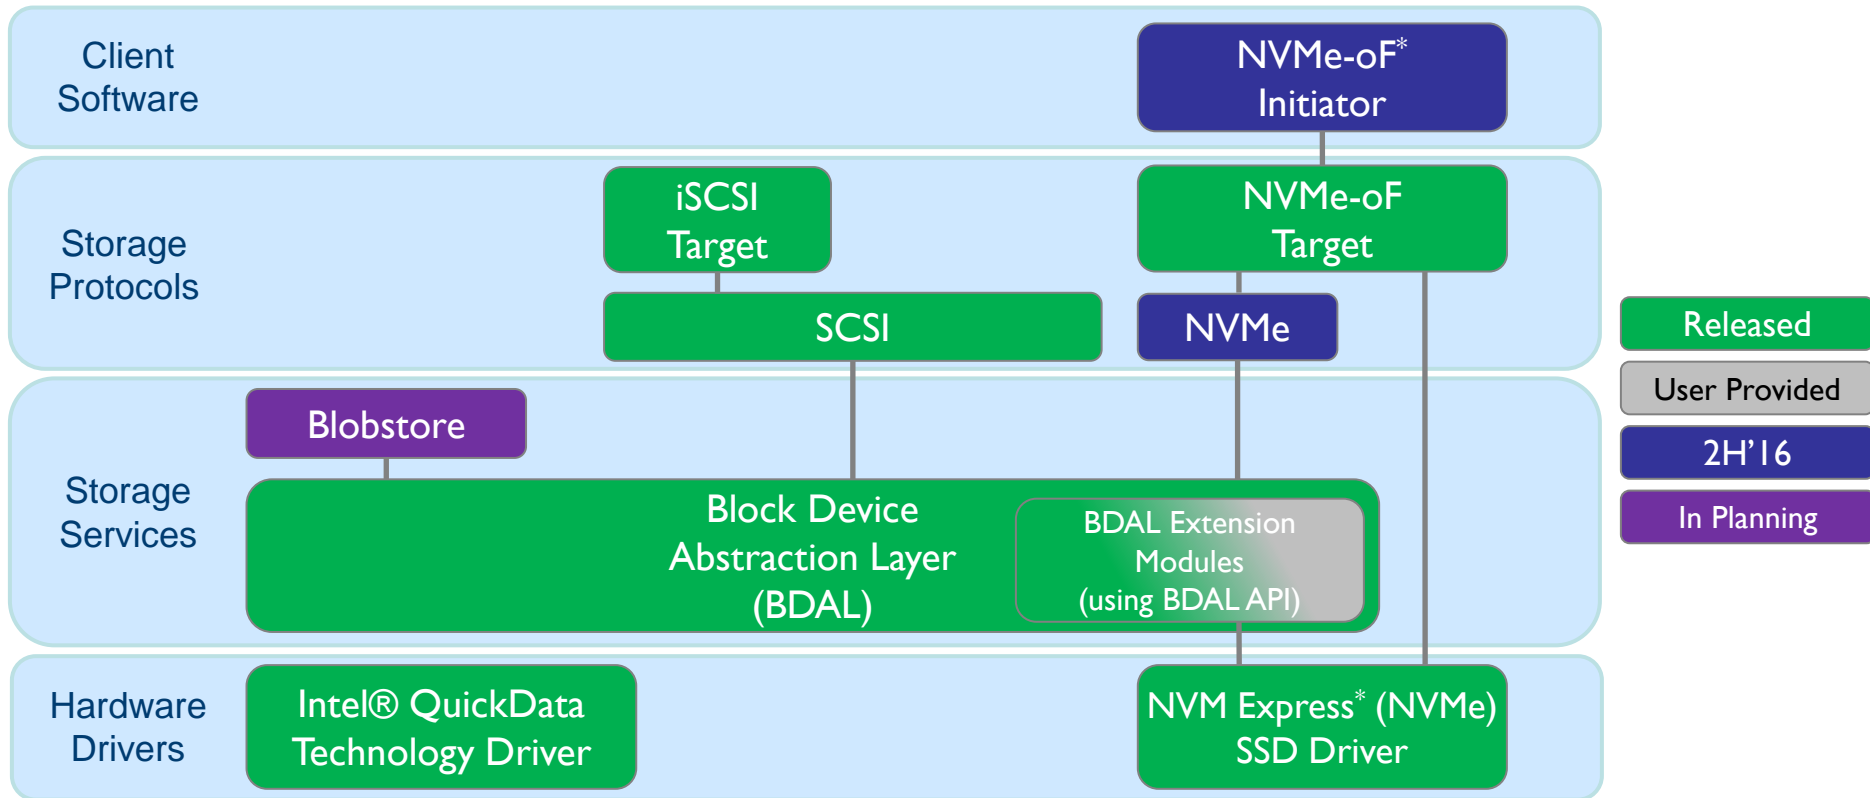 Client
Software
NVMe-oF*
Initiator
Storage
Protocols
iSCSI
Target
NVMe-oF
Target
SCSI
NVMe
Storage
Services
Blobstore
Block Device
Abstraction Layer
(BDAL)
BDAL Extension
Modules
(using BDAL API)
Hardware
Drivers
Intel® QuickData
Technology Driver
NVM Express* (NVMe)
SSD Driver
Released
User Provided
2H'16
In Planning